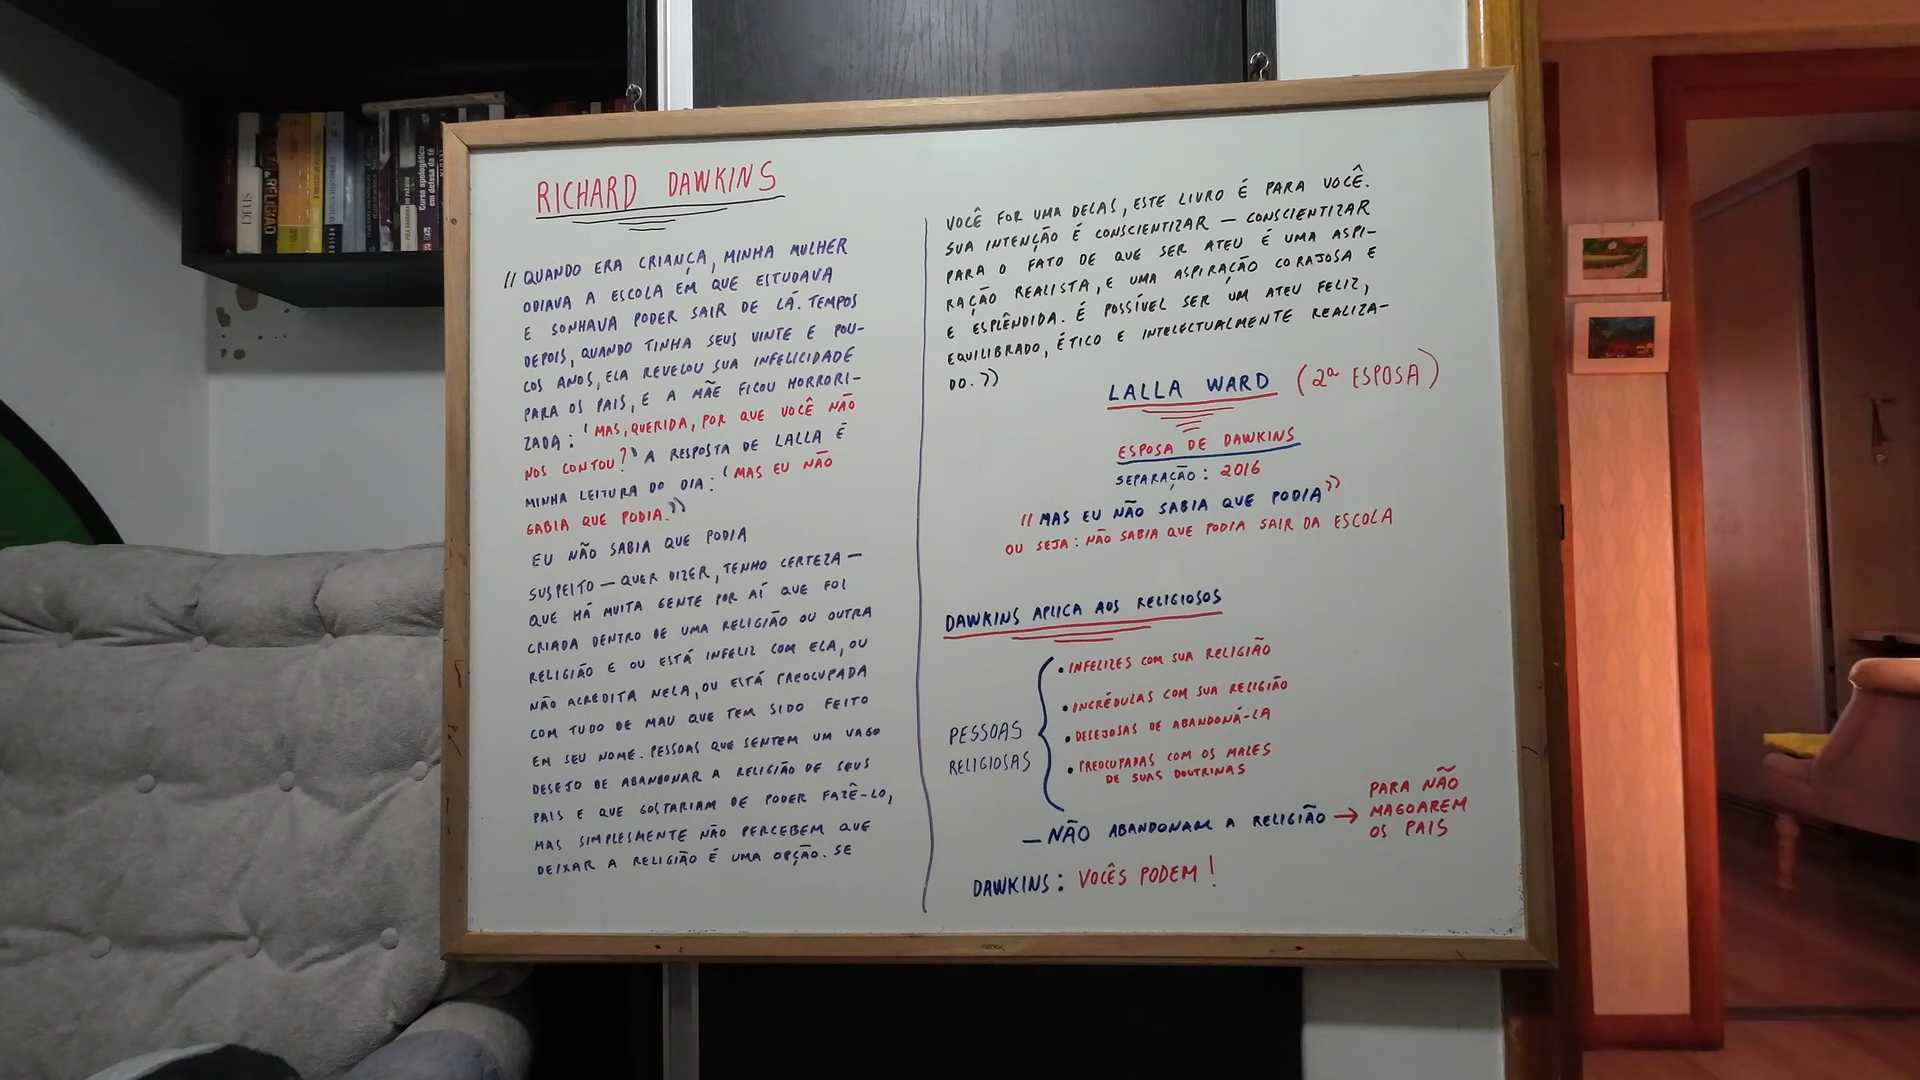 RICHARD DAWKINS
"QUANDO ERA CRIANÇA, MINHA MULHER
ODIAVA A ESCOLA EM QUE ESTUDAVA
E SONHAVA PODER SAIR DE LÁ. TEMPOS
DEPOIS, QUANDO TINHA SEUS VINTE E POU-
COS ANOS, ELA REVELOU SUA INFELICIDADE
PARA OS PAIS, E A MÃE FICOU HORRORI-
ZADA: 'MAS, QUERIDA, POR QUE VOCÊ NÃO
NOS CONTOU?' A RESPOSTA DE LALLA É
MINHA LEITURA DO DIA: 'MAS EU NÃO
SABIA QUE PODIA.'
EU NÃO SABIA QUE PODIA
SUSPEITO — QUER DIZER, TENHO CERTEZA —
QUE HÁ MUITA GENTE POR AÍ QUE FOI
CRIADA DENTRO DE UMA RELIGIÃO OU OUTRA
RELIGIÃO E OU ESTÁ INFELIZ COM ELA, OU
NÃO ACREDITA NELA, OU ESTÁ PREOCUPADA
COM TUDO DE MAU QUE TEM SIDO FEITO
EM SEU NOME. PESSOAS QUE SENTEM UM VAGO
DESEJO DE ABANDONAR A RELIGIÃO DE SEUS
PAIS E QUE GOSTARIAM DE PODER FAZÊ-LO,
MAS SIMPLESMENTE NÃO PERCEBEM QUE
DEIXAR A RELIGIÃO É UMA OPÇÃO. SE
VOCÊ FOR UMA DELAS, ESTE LIVRO É PARA VOCÊ.
SUA INTENÇÃO É CONSCIENTIZAR — CONSCIENTIZAR
PARA O FATO DE QUE SER ATEU É UMA ASPI-
RAÇÃO REALISTA, E UMA ASPIRAÇÃO CORAJOSA E
E ESPLÊNDIDA. É POSSÍVEL SER UM ATEU FELIZ,
EQUILIBRADO, ÉTICO E INTELECTUALMENTE REALIZA-
DO."
LALLA WARD (2ª ESPOSA)
ESPOSA DE DAWKINS
SEPARAÇÃO: 2016
"MAS EU NÃO SABIA QUE PODIA"
OU SEJA: NÃO SABIA QUE PODIA SAIR DA ESCOLA
DAWKINS APLICA AOS RELIGIOSOS
PESSOAS
RELIGIOSAS
• INFELIZES COM SUA RELIGIÃO
• INCRÉDULAS COM SUA RELIGIÃO
• DESEJOSAS DE ABANDONÁ-LA
• PREOCUPADAS COM OS MALES
DE SUAS DOUTRINAS
— NÃO ABANDONAM A RELIGIÃO → PARA NÃO
MAGOAREM
OS PAIS
DAWKINS: VOCÊS PODEM!
Curso apologético
em defesa da fé